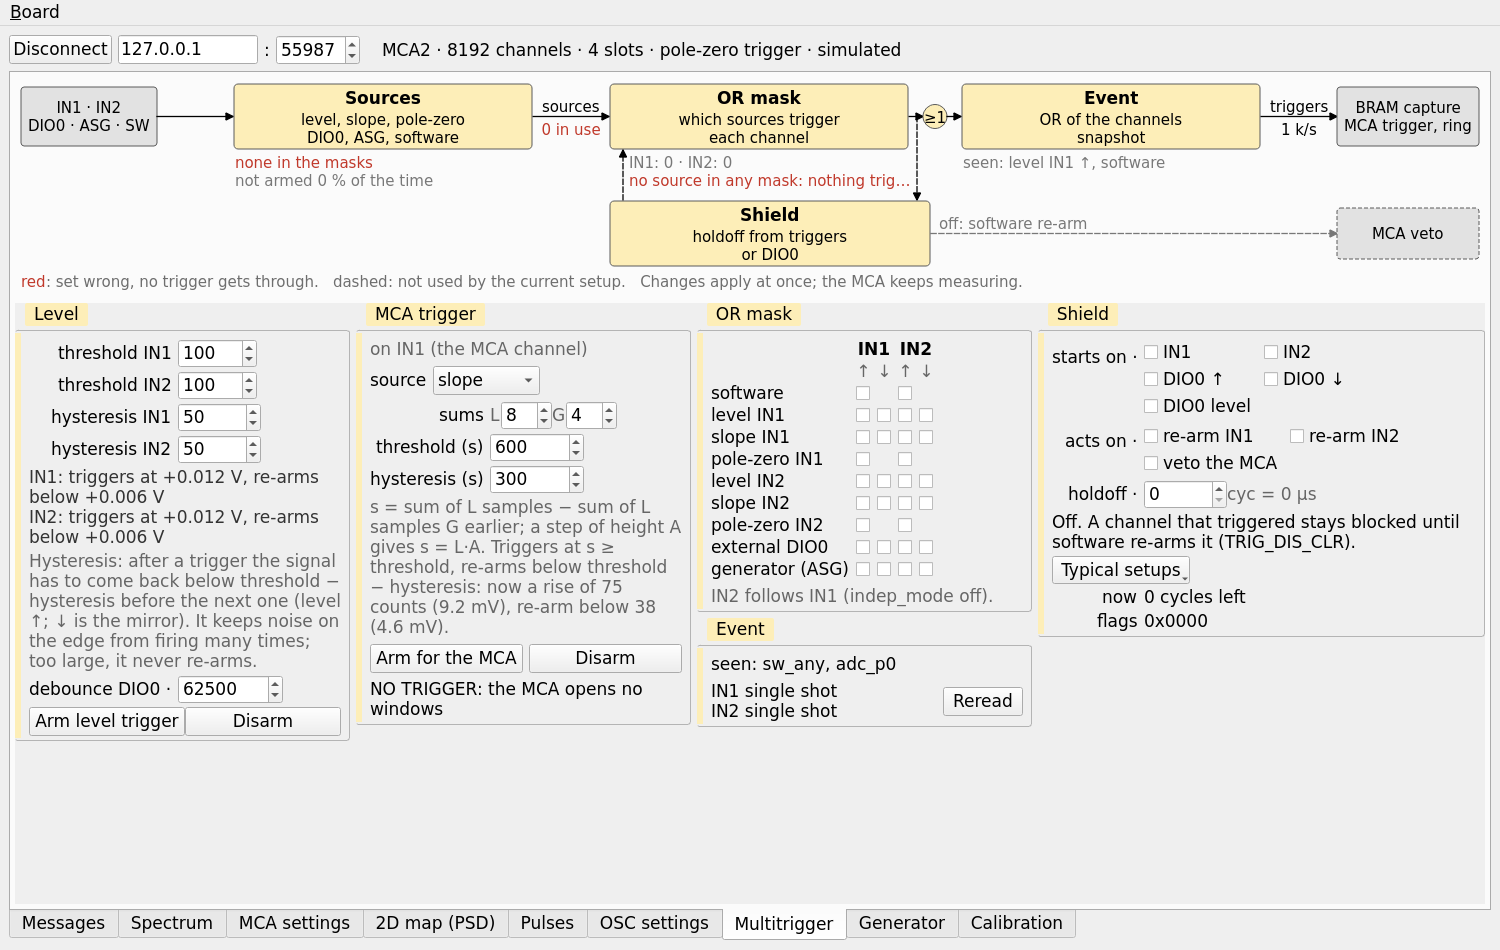 Board
Disconnect 127.0.0.1 : 55987 MCA2 · 8192 channels · 4 slots · pole-zero trigger · simulated
IN1 · IN2
DIO0 · ASG · SW
Sources
level, slope, pole-zero
DIO0, ASG, software
none in the masks
not armed 0 % of the time
sources
0 in use
OR mask
which sources trigger
each channel
IN1: 0 · IN2: 0
no source in any mask: nothing trig…
≥1
Event
OR of the channels
snapshot
seen: level IN1 ↑, software
triggers
1 k/s
BRAM capture
MCA trigger, ring
Shield
holdoff from triggers
or DIO0
off: software re-arm
MCA veto
red: set wrong, no trigger gets through. dashed: not used by the current setup. Changes apply at once; the MCA keeps measuring.
Level
threshold IN1 100
threshold IN2 100
hysteresis IN1 50
hysteresis IN2 50
IN1: triggers at +0.012 V, re-arms
below +0.006 V
IN2: triggers at +0.012 V, re-arms
below +0.006 V
Hysteresis: after a trigger the signal
has to come back below threshold −
hysteresis before the next one (level
↑; ↓ is the mirror). It keeps noise on
the edge from firing many times;
too large, it never re-arms.
debounce DIO0 · 62500
Arm level trigger Disarm
MCA trigger
on IN1 (the MCA channel)
source slope
sums L 8 G 4
threshold (s) 600
hysteresis (s) 300
s = sum of L samples − sum of L
samples G earlier; a step of height A
gives s = L·A. Triggers at s ≥
threshold, re-arms below threshold
− hysteresis: now a rise of 75
counts (9.2 mV), re-arm below 38
(4.6 mV).
Arm for the MCA Disarm
NO TRIGGER: the MCA opens no
windows
OR mask
IN1 IN2
↑ ↓ ↑ ↓
software
level IN1
slope IN1
pole-zero IN1
level IN2
slope IN2
pole-zero IN2
external DIO0
generator (ASG)
IN2 follows IN1 (indep_mode off).
Event
seen: sw_any, adc_p0
IN1 single shot
IN2 single shot
Reread
Shield
starts on · IN1 IN2
DIO0 ↑ DIO0 ↓
DIO0 level
acts on · re-arm IN1 re-arm IN2
veto the MCA
holdoff · 0 cyc = 0 µs
Off. A channel that triggered stays blocked until
software re-arms it (TRIG_DIS_CLR).
Typical setups
now 0 cycles left
flags 0x0000
Messages Spectrum MCA settings 2D map (PSD) Pulses OSC settings Multitrigger Generator Calibration